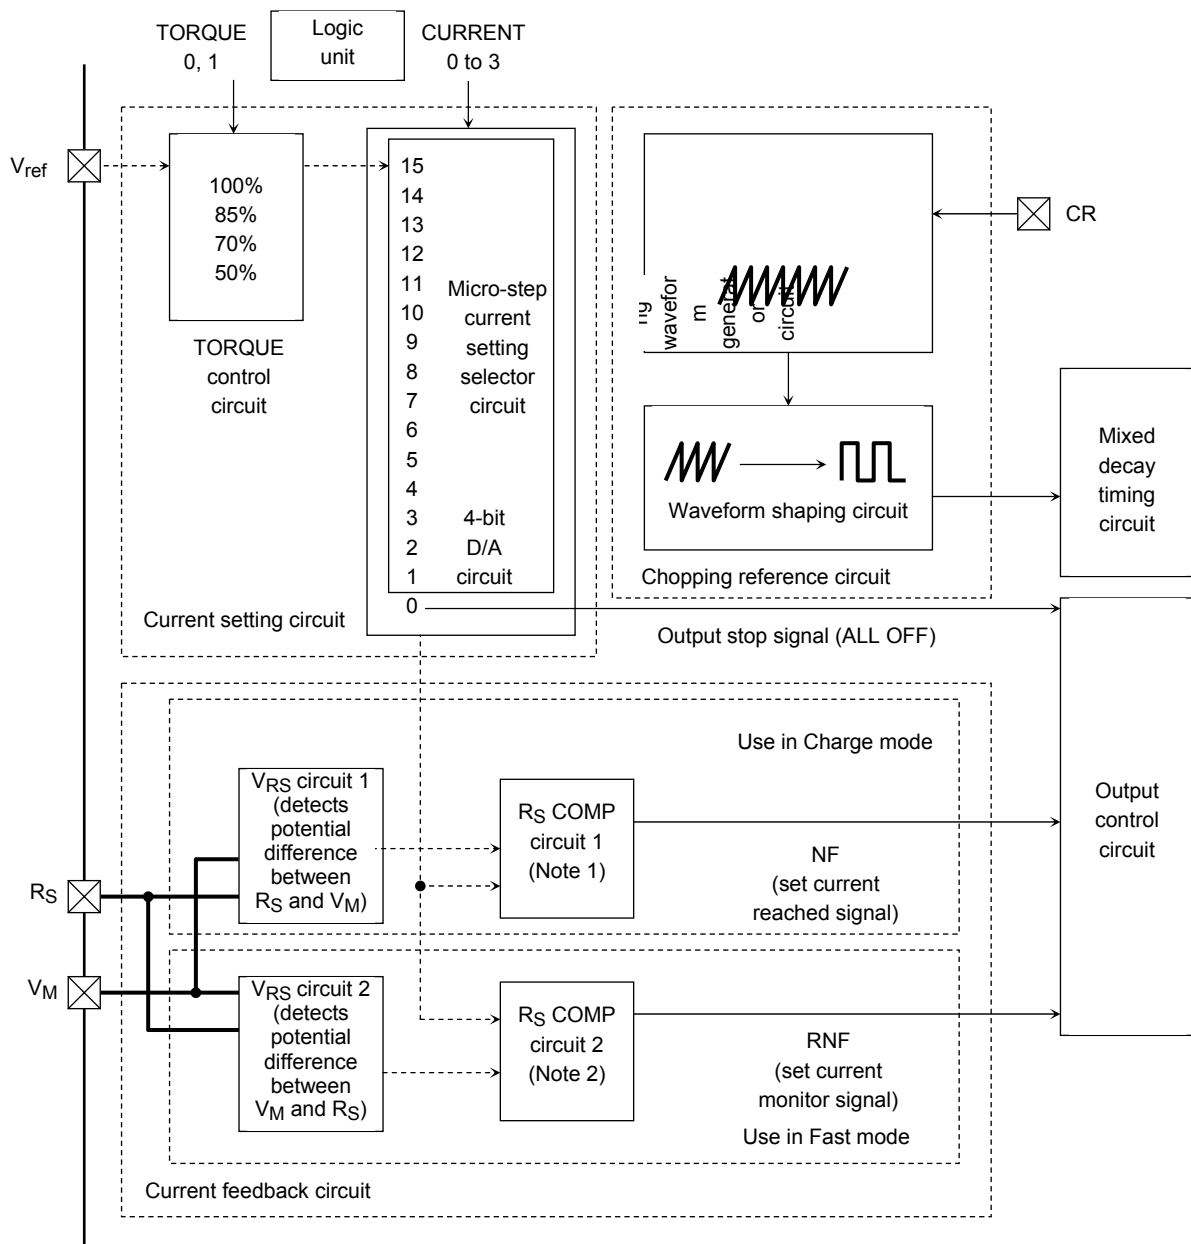 TORQUE
0, 1
Logic
unit
CURRENT
0 to 3
Vref
100%
85%
70%
50%
TORQUE
control
circuit
15
14
13
12
11
10
9
8
7
6
5
4
3
2
1
0
Micro-step
current
setting
selector
circuit
4-bit
D/A
circuit
Current setting circuit
CR
wavefor
m
generat
or
circuit
Waveform shaping circuit
Chopping reference circuit
Mixed
decay
timing
circuit
Output stop signal (ALL OFF)
Output
control
circuit
Use in Charge mode
VRS circuit 1
(detects
potential
difference
between
RS and VM)
RS COMP
circuit 1
(Note 1)
NF
(set current
reached signal)
RS
VM
VRS circuit 2
(detects
potential
difference
between
VM and RS)
RS COMP
circuit 2
(Note 2)
RNF
(set current
monitor signal)
Use in Fast mode
Current feedback circuit